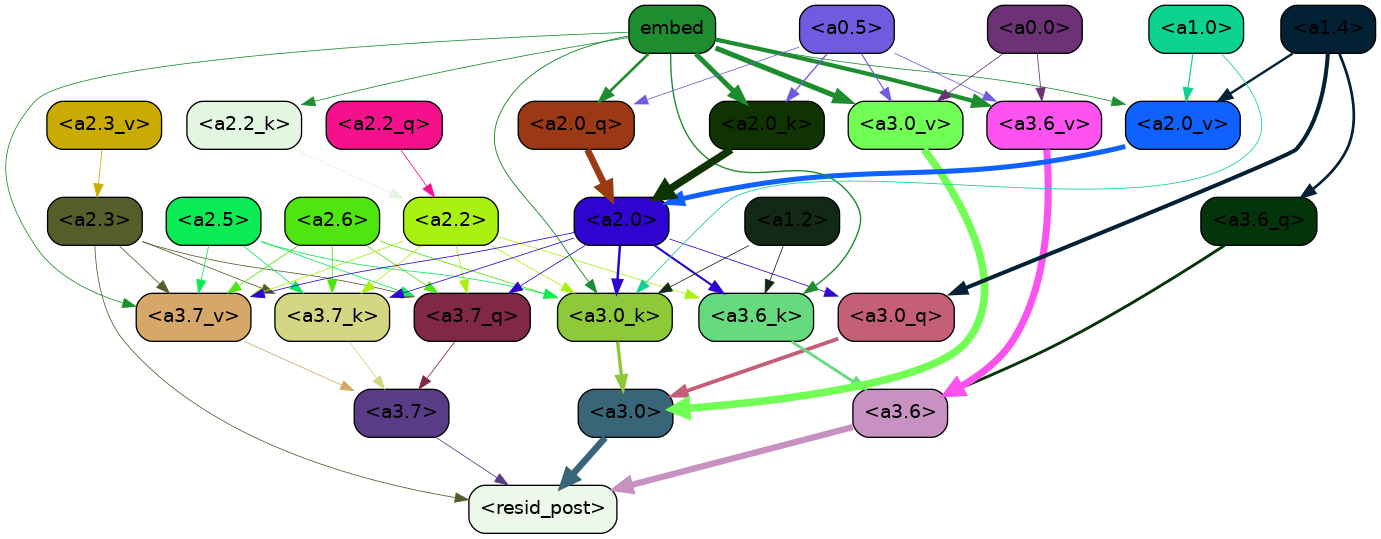 embed <a0.5> <a0.0> <a1.0> <a1.4>
<a2.3_v> <a2.2_k> <a2.2_q> <a2.0_q> <a2.0_k> <a3.0_v> <a3.6_v> <a2.0_v>
<a2.3> <a2.5> <a2.6> <a2.2> <a2.0> <a1.2> <a3.6_q>
<a3.7_v> <a3.7_k> <a3.7_q> <a3.0_k> <a3.6_k> <a3.0_q>
<a3.7> <a3.0> <a3.6>
<resid_post>